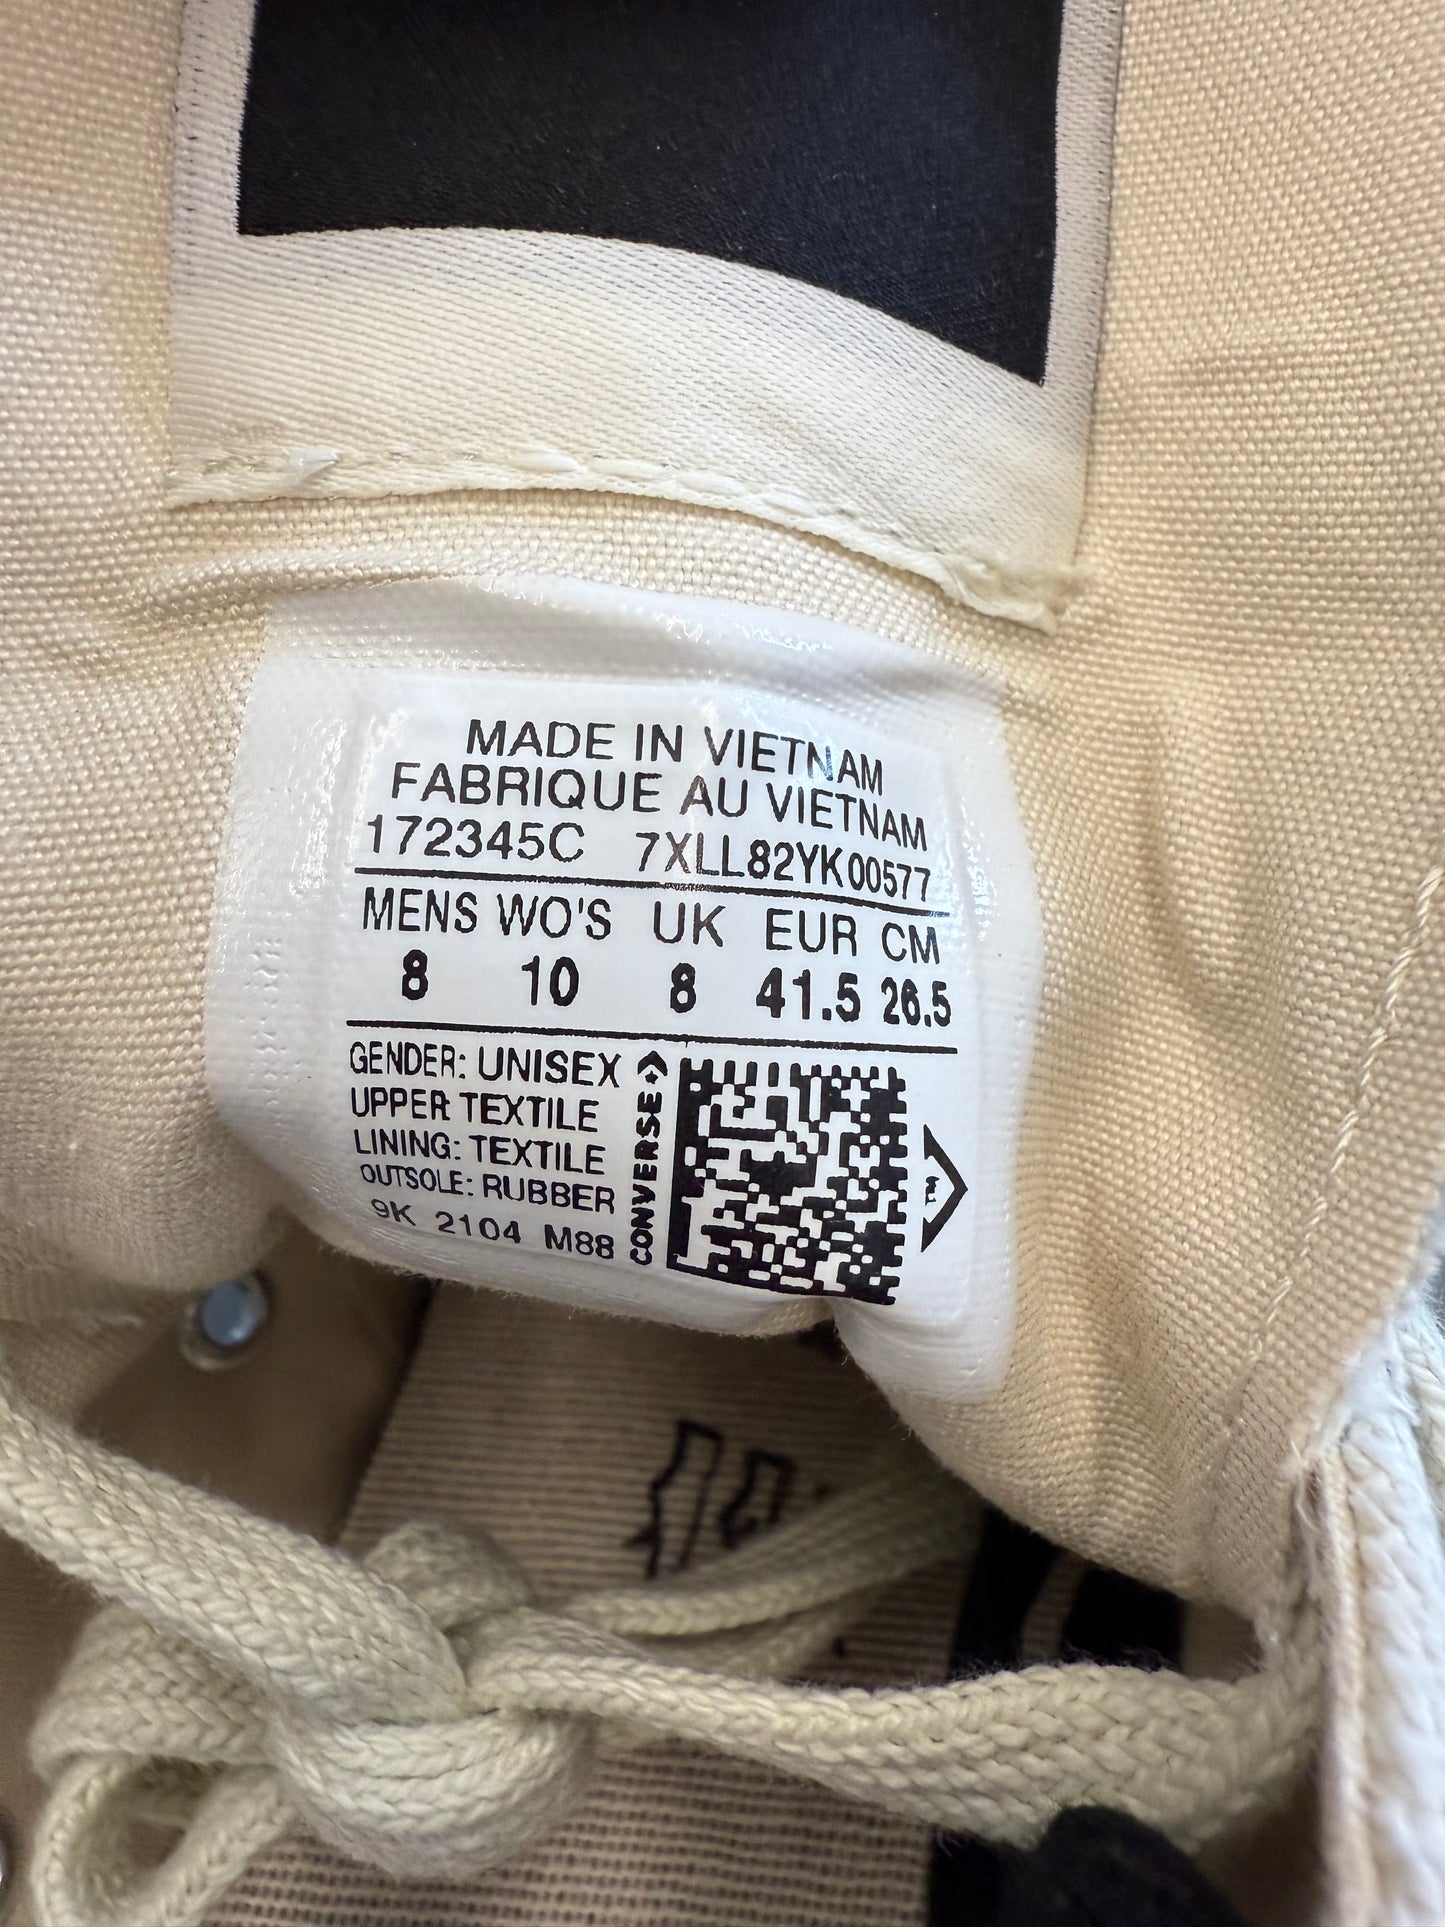 MADE IN VIETNAM
FABRIQUE AU VIETNAM
172345C 7XLL82YK00577
MENS WO'S UK EUR CM
8 10 8 41.5 26.5
GENDER: UNISEX
UPPER: TEXTILE
LINING: TEXTILE
OUTSOLE: RUBBER
9K 2104 M88
CONVERSE